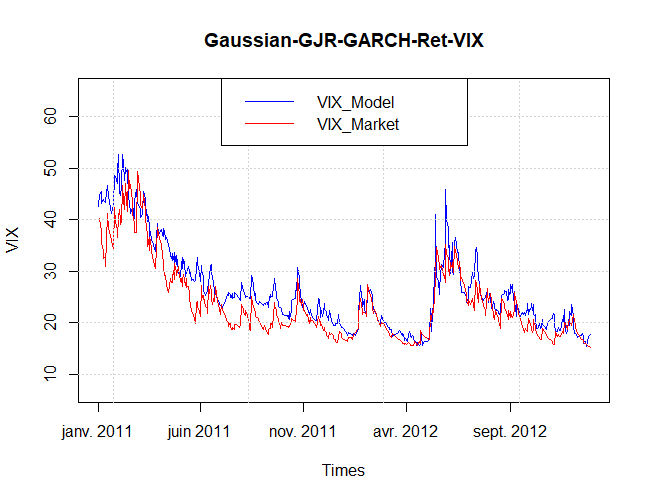 Gaussian-GJR-GARCH-Ret-VIX
VIX_Model
VIX_Market
VIX
60
50
40
30
20
10
janv. 2011
juin 2011
nov. 2011
avr. 2012
sept. 2012
Times